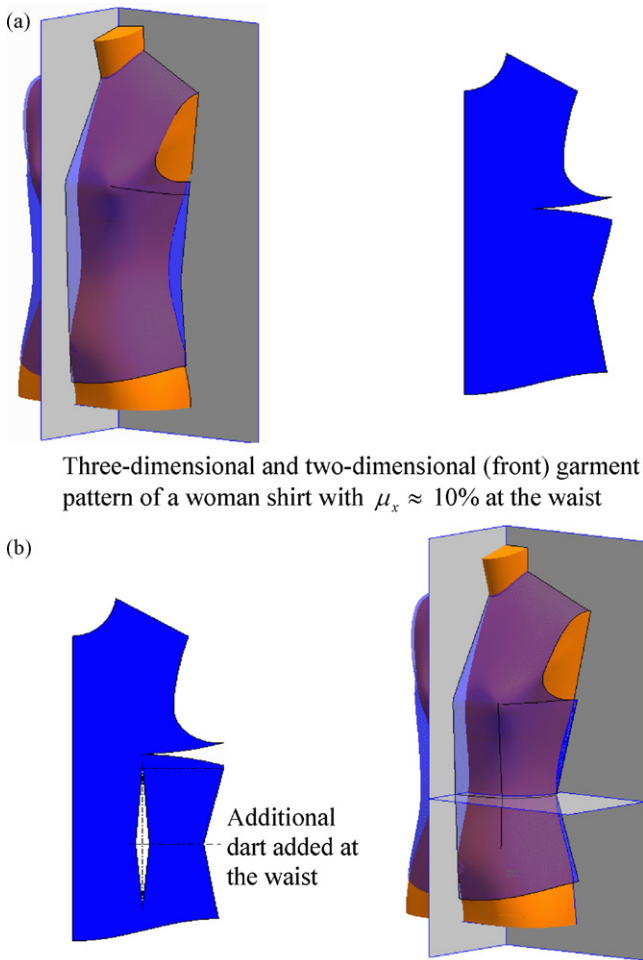 (a)
Three-dimensional and two-dimensional (front) garment
pattern of a woman shirt with μₓ ≈ 10% at the waist
(b)
Additional
dart added at
the waist